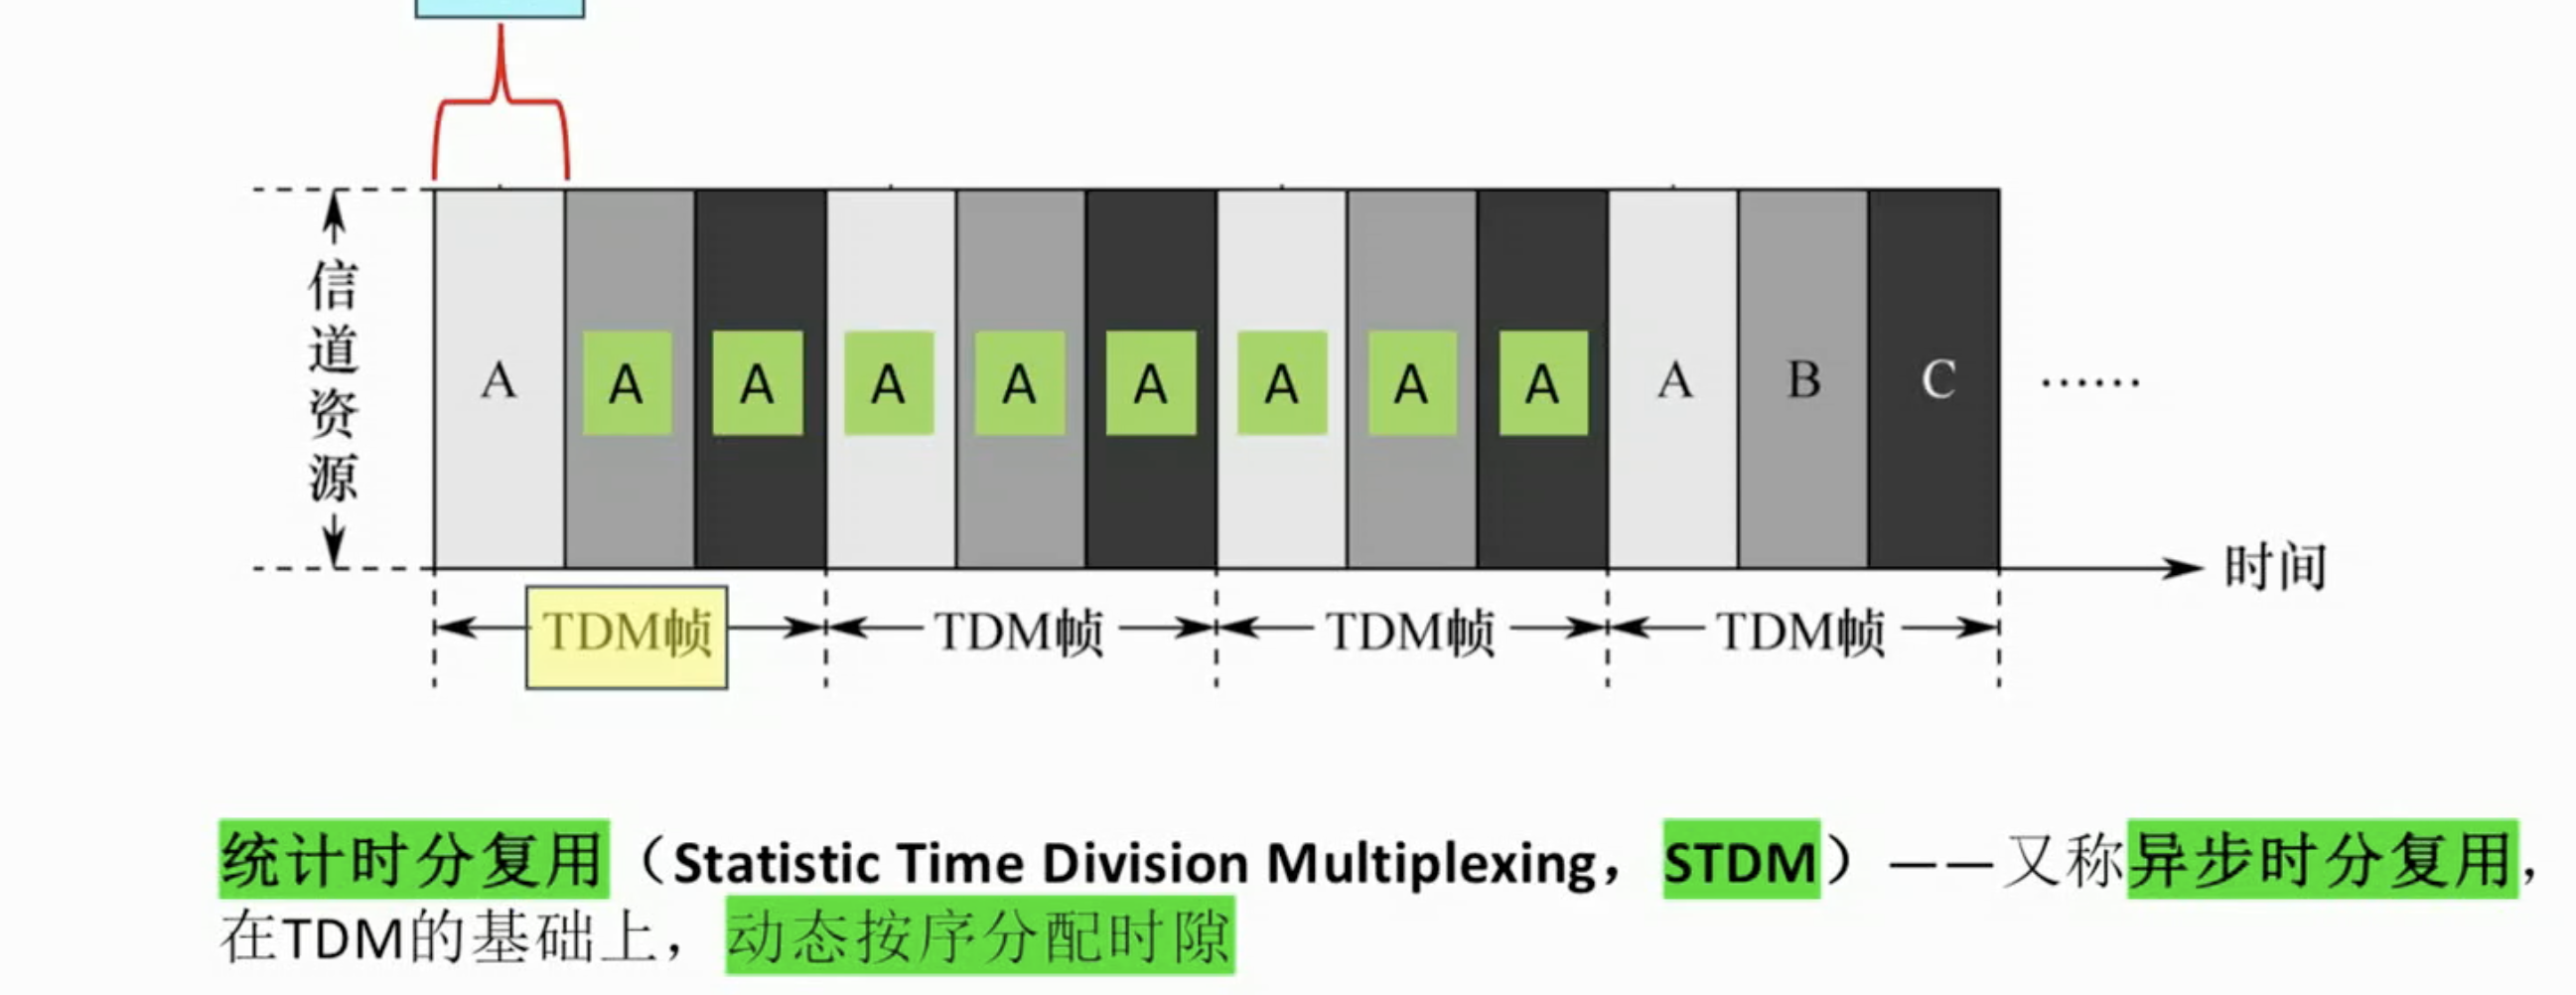 信道资源
A A A A A A A A A A B C ……
时间
TDM帧 TDM帧 TDM帧 TDM帧
统计时分复用（Statistic Time Division Multiplexing，STDM）——又称异步时分复用，
在TDM的基础上，动态按序分配时隙